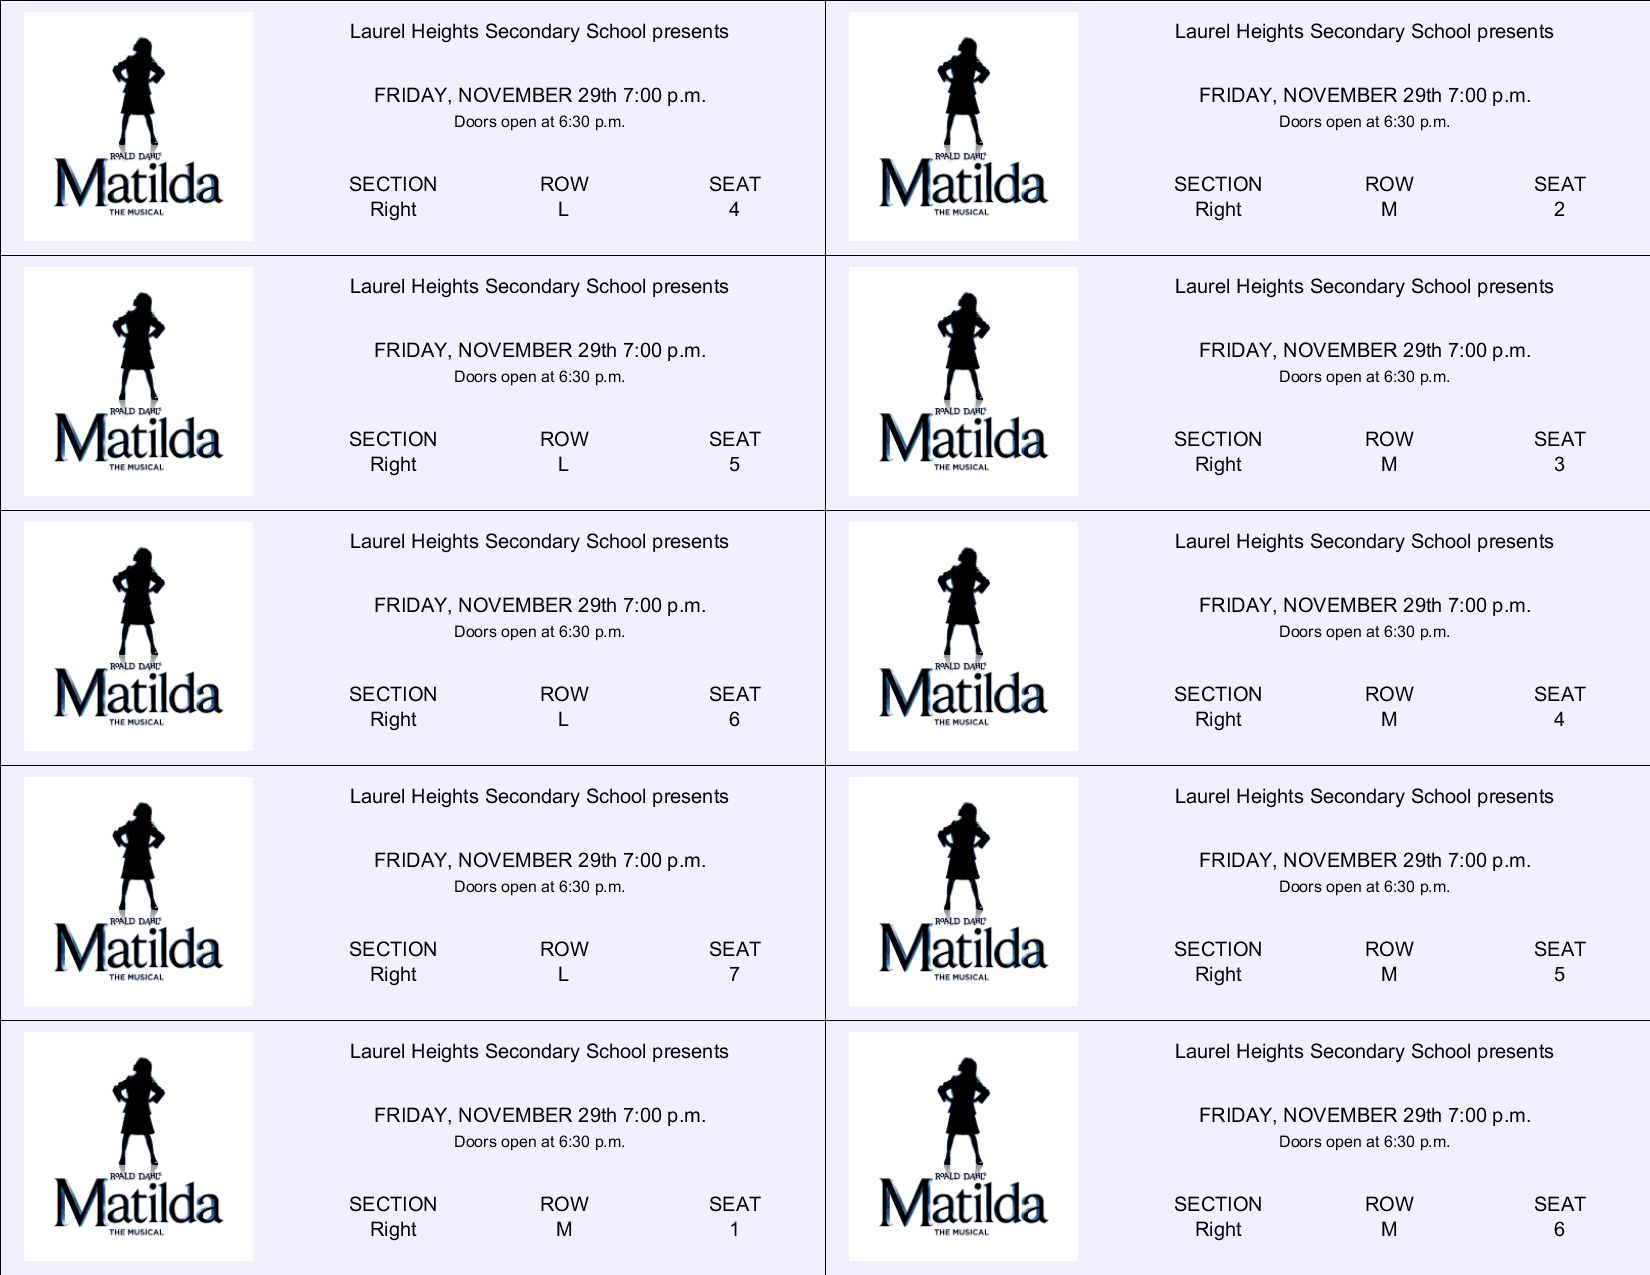 Laurel Heights Secondary School presents
FRIDAY, NOVEMBER 29th 7:00 p.m.
Doors open at 6:30 p.m.
ROALD DAHL'S
Matilda
THE MUSICAL
SECTION ROW SEAT
Right L 4
Laurel Heights Secondary School presents
FRIDAY, NOVEMBER 29th 7:00 p.m.
Doors open at 6:30 p.m.
ROALD DAHL'S
Matilda
THE MUSICAL
SECTION ROW SEAT
Right M 2
Laurel Heights Secondary School presents
FRIDAY, NOVEMBER 29th 7:00 p.m.
Doors open at 6:30 p.m.
ROALD DAHL'S
Matilda
THE MUSICAL
SECTION ROW SEAT
Right L 5
Laurel Heights Secondary School presents
FRIDAY, NOVEMBER 29th 7:00 p.m.
Doors open at 6:30 p.m.
ROALD DAHL'S
Matilda
THE MUSICAL
SECTION ROW SEAT
Right M 3
Laurel Heights Secondary School presents
FRIDAY, NOVEMBER 29th 7:00 p.m.
Doors open at 6:30 p.m.
ROALD DAHL'S
Matilda
THE MUSICAL
SECTION ROW SEAT
Right L 6
Laurel Heights Secondary School presents
FRIDAY, NOVEMBER 29th 7:00 p.m.
Doors open at 6:30 p.m.
ROALD DAHL'S
Matilda
THE MUSICAL
SECTION ROW SEAT
Right M 4
Laurel Heights Secondary School presents
FRIDAY, NOVEMBER 29th 7:00 p.m.
Doors open at 6:30 p.m.
ROALD DAHL'S
Matilda
THE MUSICAL
SECTION ROW SEAT
Right L 7
Laurel Heights Secondary School presents
FRIDAY, NOVEMBER 29th 7:00 p.m.
Doors open at 6:30 p.m.
ROALD DAHL'S
Matilda
THE MUSICAL
SECTION ROW SEAT
Right M 5
Laurel Heights Secondary School presents
FRIDAY, NOVEMBER 29th 7:00 p.m.
Doors open at 6:30 p.m.
ROALD DAHL'S
Matilda
THE MUSICAL
SECTION ROW SEAT
Right M 1
Laurel Heights Secondary School presents
FRIDAY, NOVEMBER 29th 7:00 p.m.
Doors open at 6:30 p.m.
ROALD DAHL'S
Matilda
THE MUSICAL
SECTION ROW SEAT
Right M 6